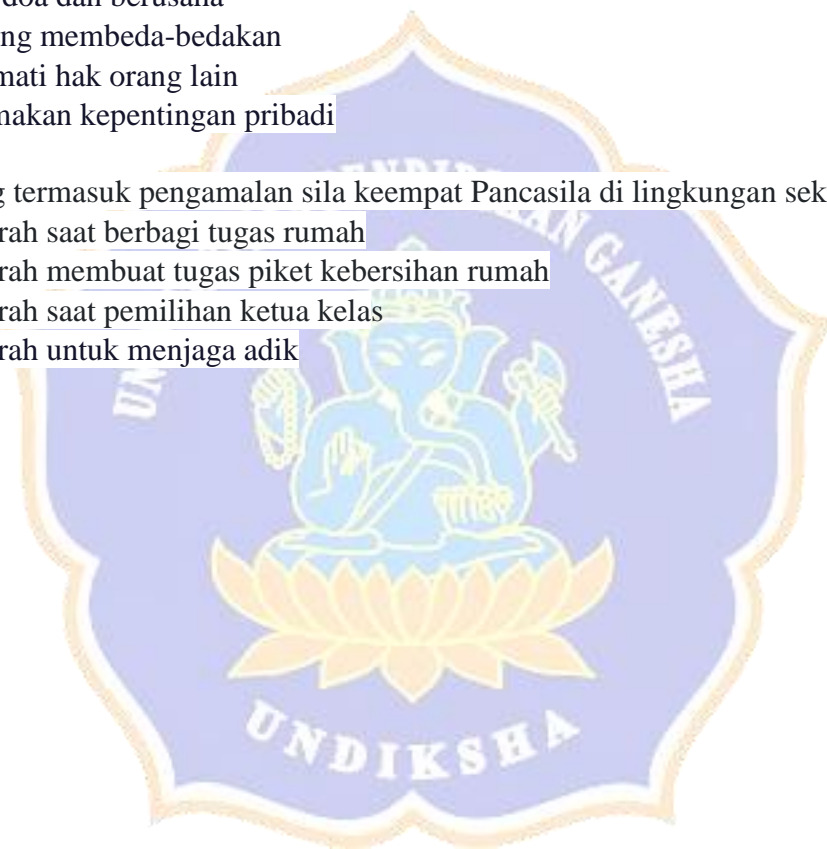 doa dan berusaha
ng membeda-bedakan
mati hak orang lain
makan kepentingan pribadi
g termasuk pengamalan sila keempat Pancasila di lingkungan sek
rah saat berbagi tugas rumah
rah membuat tugas piket kebersihan rumah
rah saat pemilihan ketua kelas
rah untuk menjaga adik
GANESHA
UNDIKSHA